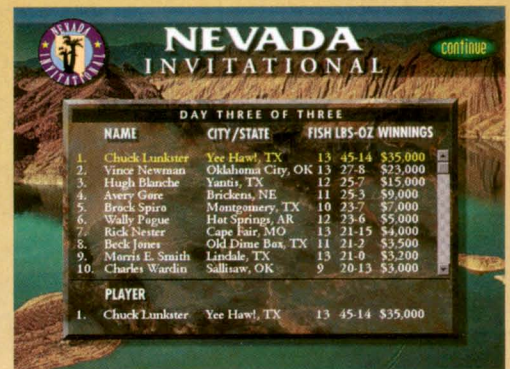 NEVADA
INVITATIONAL
NEVADA
INVITATIONAL
continue
DAY THREE OF THREE
NAME CITY/STATE FISH LBS-OZ WINNINGS
1. Chuck Lunkster Yee Haw!, TX 13 45-14 $35,000
2. Vince Newman Oklahoma City, OK 13 27-8 $23,000
3. Hugh Blanche Yantis, TX 12 25-7 $15,000
4. Avery Gore Brickens, NE 11 25-3 $9,000
5. Brock Spiro Montgomery, TX 10 23-7 $7,000
6. Wally Pogue Hot Springs, AR 12 23-6 $5,000
7. Rick Nester Cape Fair, MO 13 21-15 $4,000
8. Beck Jones Old Dime Box, TX 11 21-2 $3,500
9. Morris E. Smith Lindale, TX 13 21-0 $3,200
10. Charles Wardin Sallisaw, OK 9 20-13 $3,000
PLAYER
1. Chuck Lunkster Yee Haw!, TX 13 45-14 $35,000